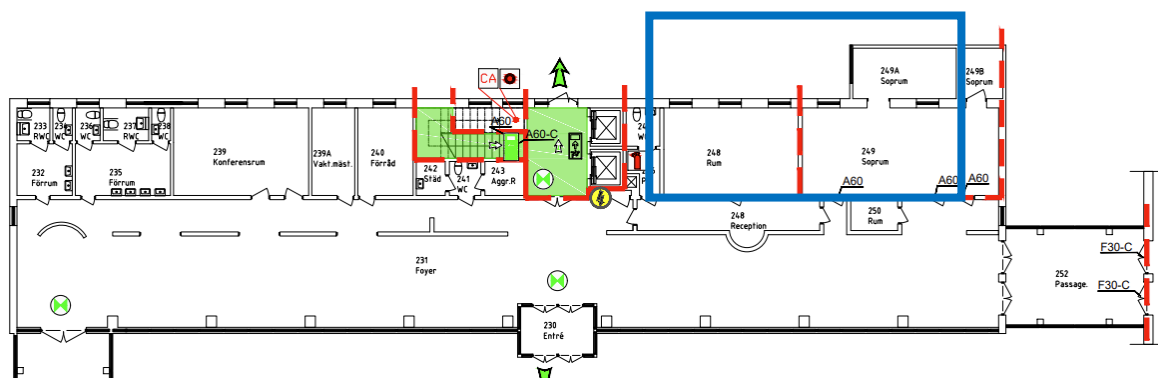 CA
249A
Soprum
249B
Soprum
A60
A60-C
233
RWC
236
WC
237
RWC
238
WC
239
Konferensrum
239A
Vakt.mäst.
240
Förråd
248
Rum
249
Soprum
232
Förrum
235
Förrum
242
Städ
241
WC
243
Aggr.R
A60
A60
A60
248
Reception
250
Rum
231
Foyer
F30-C
252
Passage.
F30-C
230
Entré